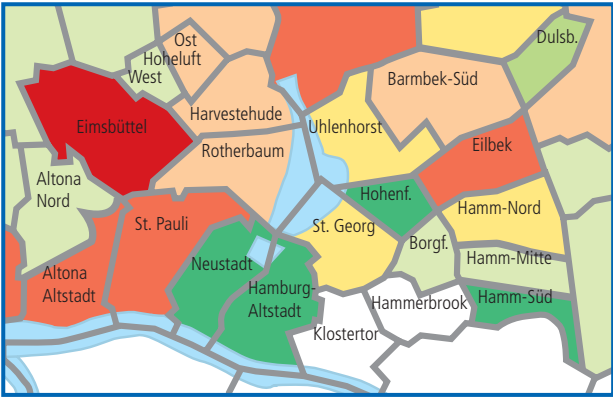 Ost
Hoheluft
West
Dulsb.
Barmbek-Süd
Eimsbüttel
Harvestehude
Uhlenhorst
Rotherbaum
Eilbek
Altona
Nord
Hohenf.
Hamm-Nord
St. Pauli
St. Georg
Borgf.
Neustadt
Hamm-Mitte
Altona
Altstadt
Hamburg-
Altstadt
Hammerbrook
Hamm-Süd
Klostertor